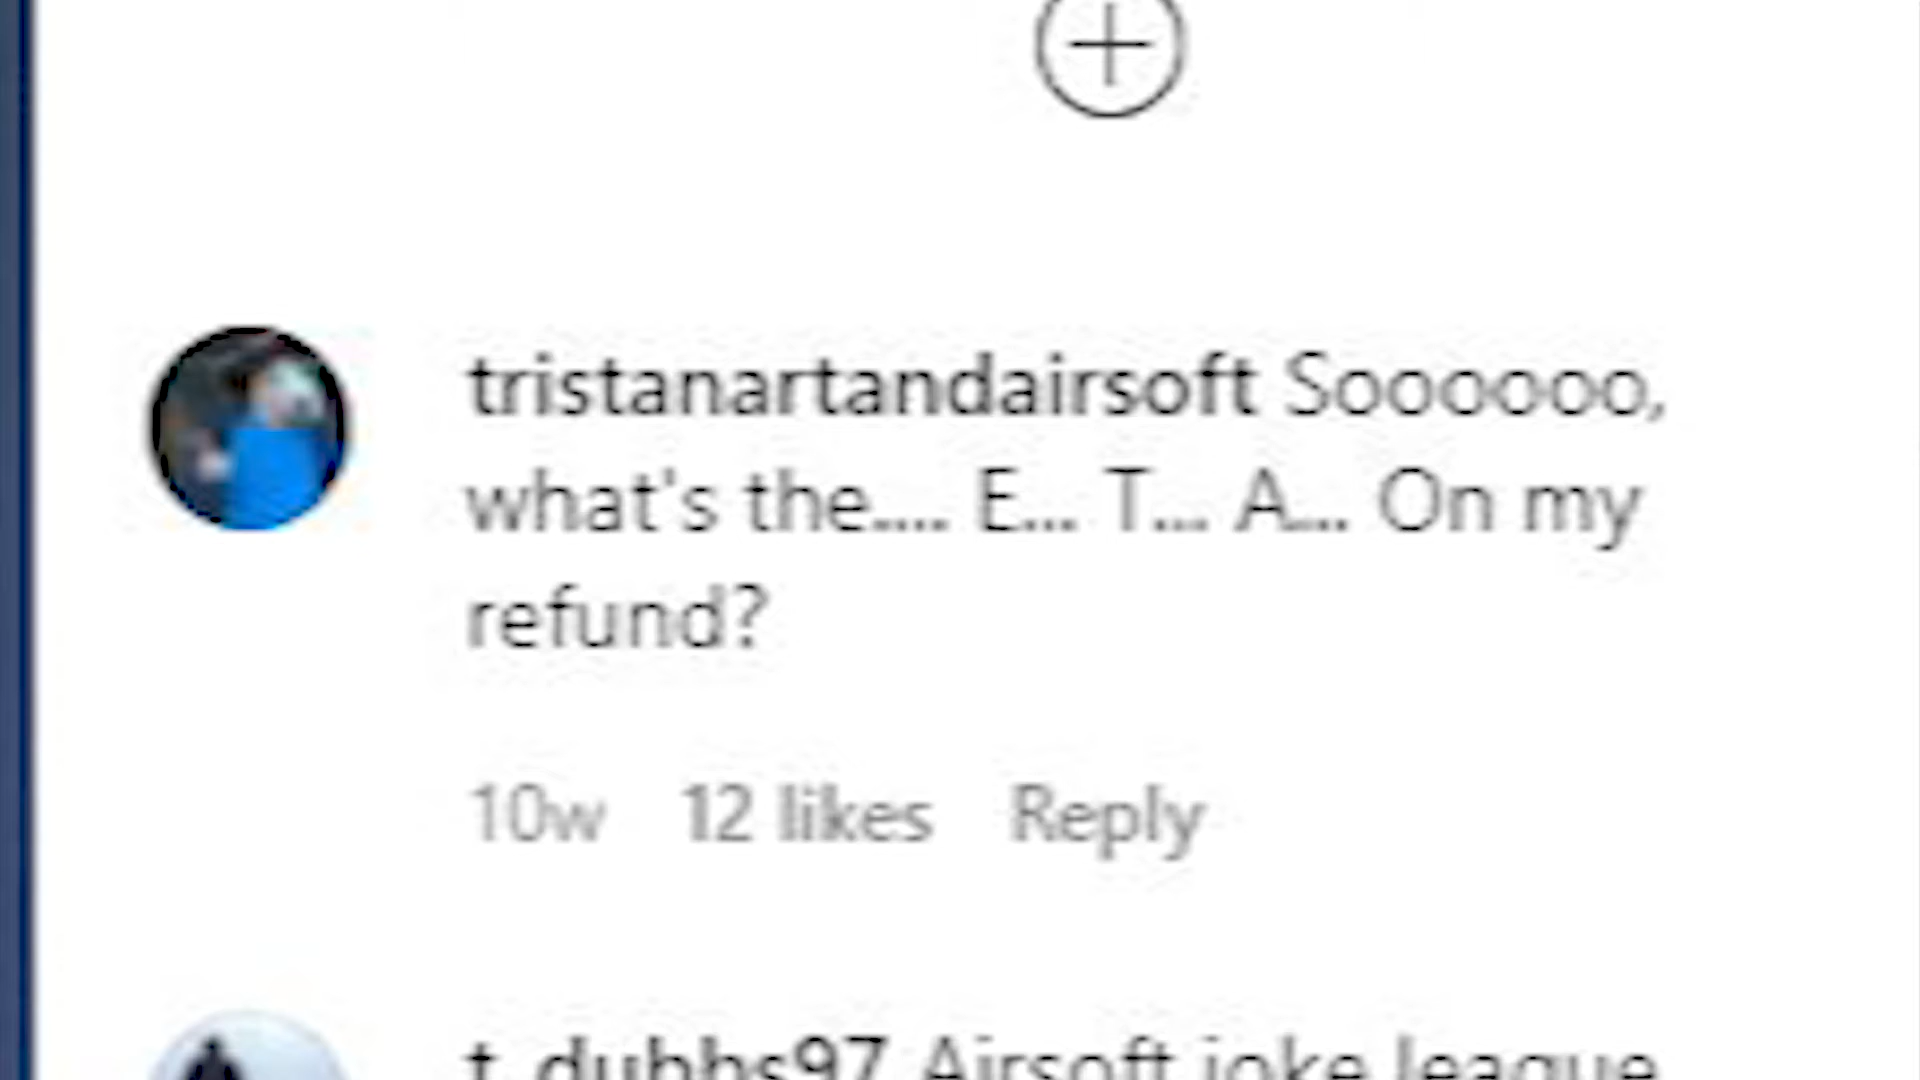 tristanartandairsoft Soooooo,
what's the.... E... T... A.... On my
refund?
10w 12 likes Reply
t_dubbs97 Airsoft joke league